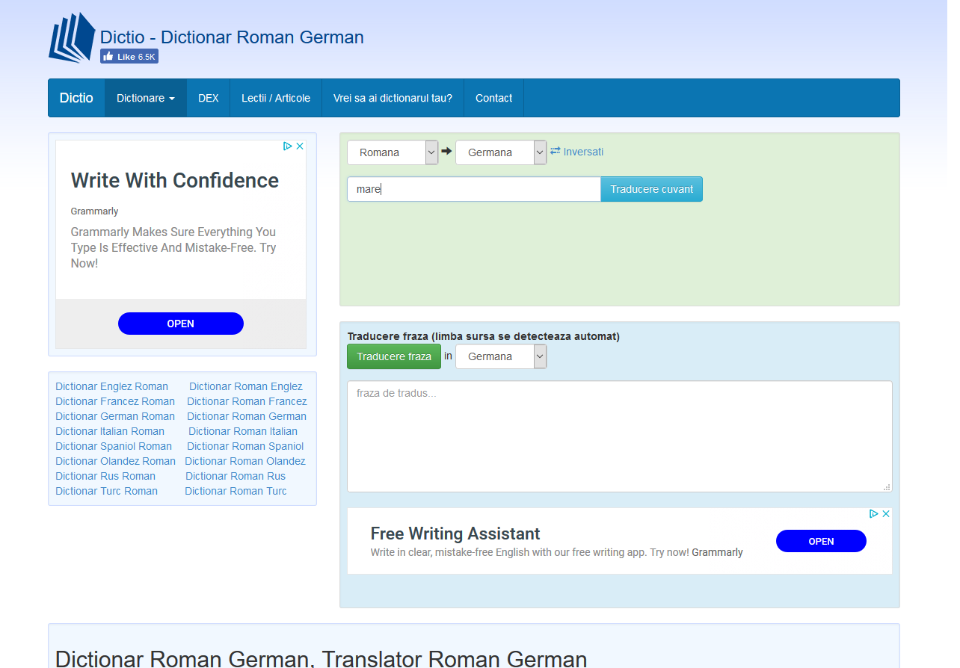 Dictio - Dictionar Roman German
Like 6.5K
Dictio Dictionare DEX Lectii / Articole Vrei sa ai dictionarul tau? Contact
Write With Confidence
Grammarly
Grammarly Makes Sure Everything You
Type Is Effective And Mistake-Free. Try
Now!
OPEN
Dictionar Englez Roman Dictionar Roman Englez
Dictionar Francez Roman Dictionar Roman Francez
Dictionar German Roman Dictionar Roman German
Dictionar Italian Roman Dictionar Roman Italian
Dictionar Spaniol Roman Dictionar Roman Spaniol
Dictionar Olandez Roman Dictionar Roman Olandez
Dictionar Rus Roman Dictionar Roman Rus
Dictionar Turc Roman Dictionar Roman Turc
Romana Germana Inversati
mare Traducere cuvant
Traducere fraza (limba sursa se detecteaza automat)
Traducere fraza in Germana
fraza de tradus...
Free Writing Assistant
Write in clear, mistake-free English with our free writing app. Try now! Grammarly
OPEN
Dictionar Roman German, Translator Roman German